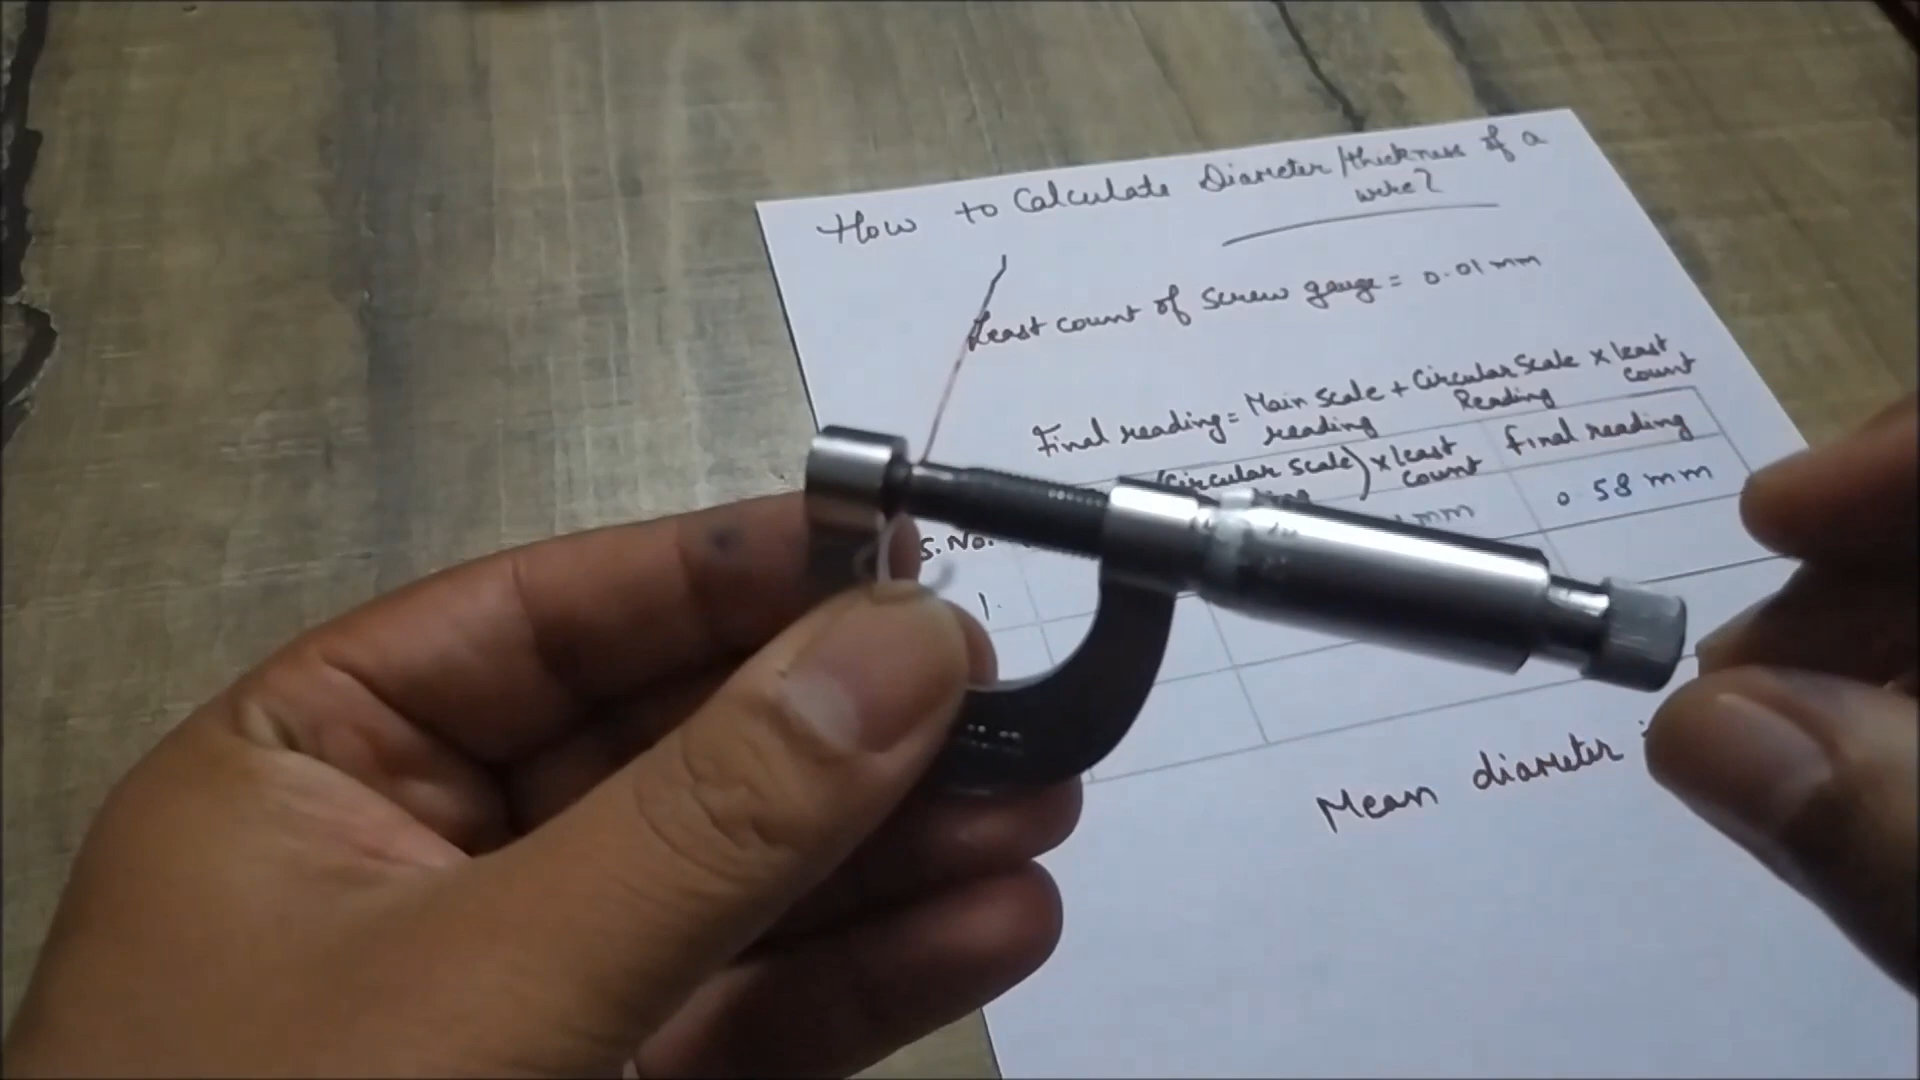 How to Calculate Diameter/thickness of a
wire?
Least count of screw gauge = 0.01 mm
Final reading = Main Scale + Circular Scale × least
reading Reading count
(Circular Scale) × least
count
final reading
mm
0 58 mm
S.No.
1.
Mean diameter